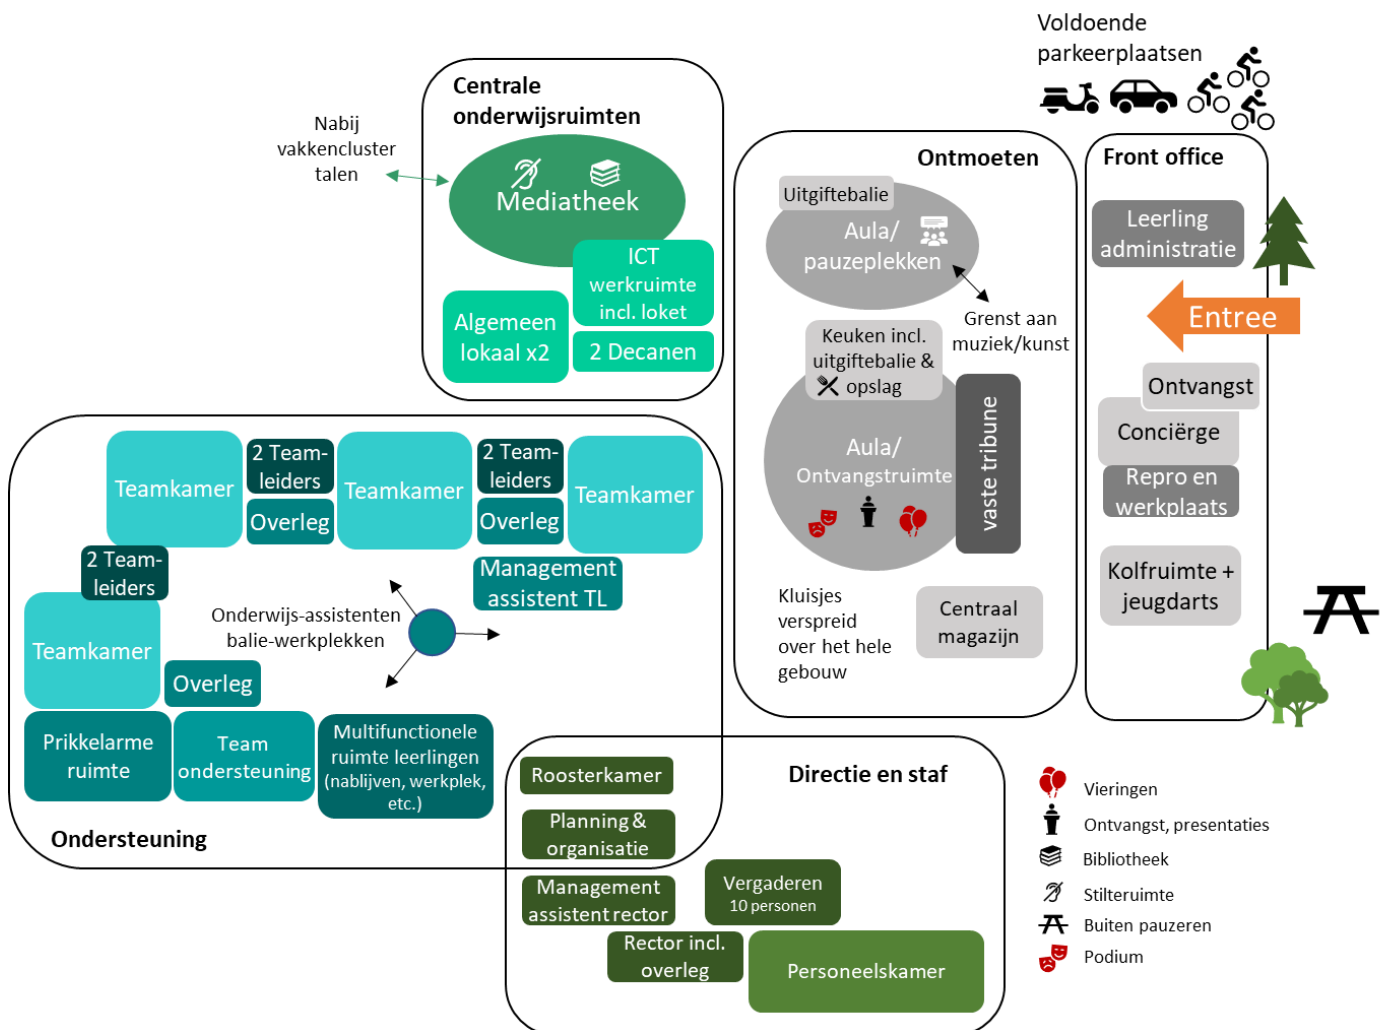 Voldoende
parkeerplaatsen
Centrale
onderwijsruimten
Nabij
vakkencluster
talen
Mediatheek
ICT
werkruimte
incl. loket
Algemeen
lokaal x2
2 Decanen
Ontmoeten
Uitgiftebalie
Aula/
pauzeplekken
Grenst aan
muziek/kunst
Keuken incl.
uitgiftebalie &
opslag
Aula/
Ontvangstruimte
vaste tribune
Kluisjes
verspreid
over het hele
gebouw
Centraal
magazijn
Front office
Leerling
administratie
Entree
Ontvangst
Conciërge
Repro en
werkplaats
Kolfruimte +
jeugdarts
Teamkamer
2 Team-
leiders
Overleg
Teamkamer
2 Team-
leiders
Overleg
Teamkamer
2 Team-
leiders
Management
assistent TL
Onderwijs-assistenten
balie-werkplekken
Teamkamer
Overleg
Prikkelarme
ruimte
Team
ondersteuning
Multifunctionele
ruimte leerlingen
(nablijven, werkplek,
etc.)
Ondersteuning
Directie en staf
Roosterkamer
Planning &
organisatie
Management
assistent rector
Vergaderen
10 personen
Rector incl.
overleg
Personeelskamer
Vieringen
Ontvangst, presentaties
Bibliotheek
Stilteruimte
Buiten pauzeren
Podium